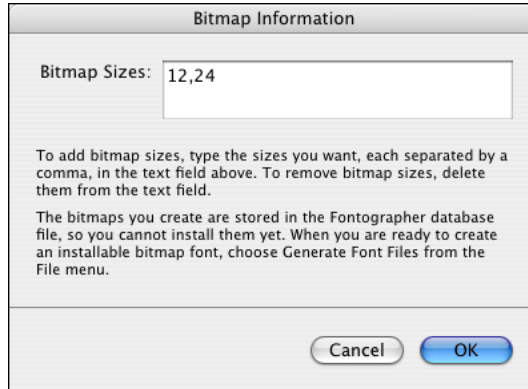 Bitmap Information
Bitmap Sizes: 12,24
To add bitmap sizes, type the sizes you want, each separated by a
comma, in the text field above. To remove bitmap sizes, delete
them from the text field.
The bitmaps you create are stored in the Fontographer database
file, so you cannot install them yet. When you are ready to create
an installable bitmap font, choose Generate Font Files from the
File menu.
Cancel OK